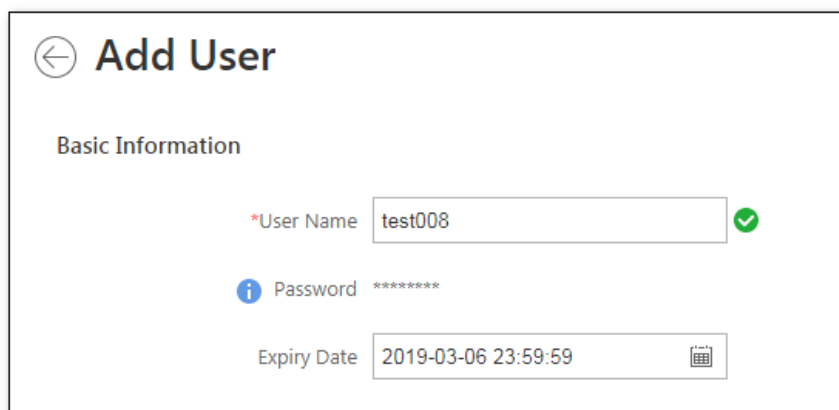 Add User
Basic Information
*User Name test008
Password ********
Expiry Date 2019-03-06 23:59:59